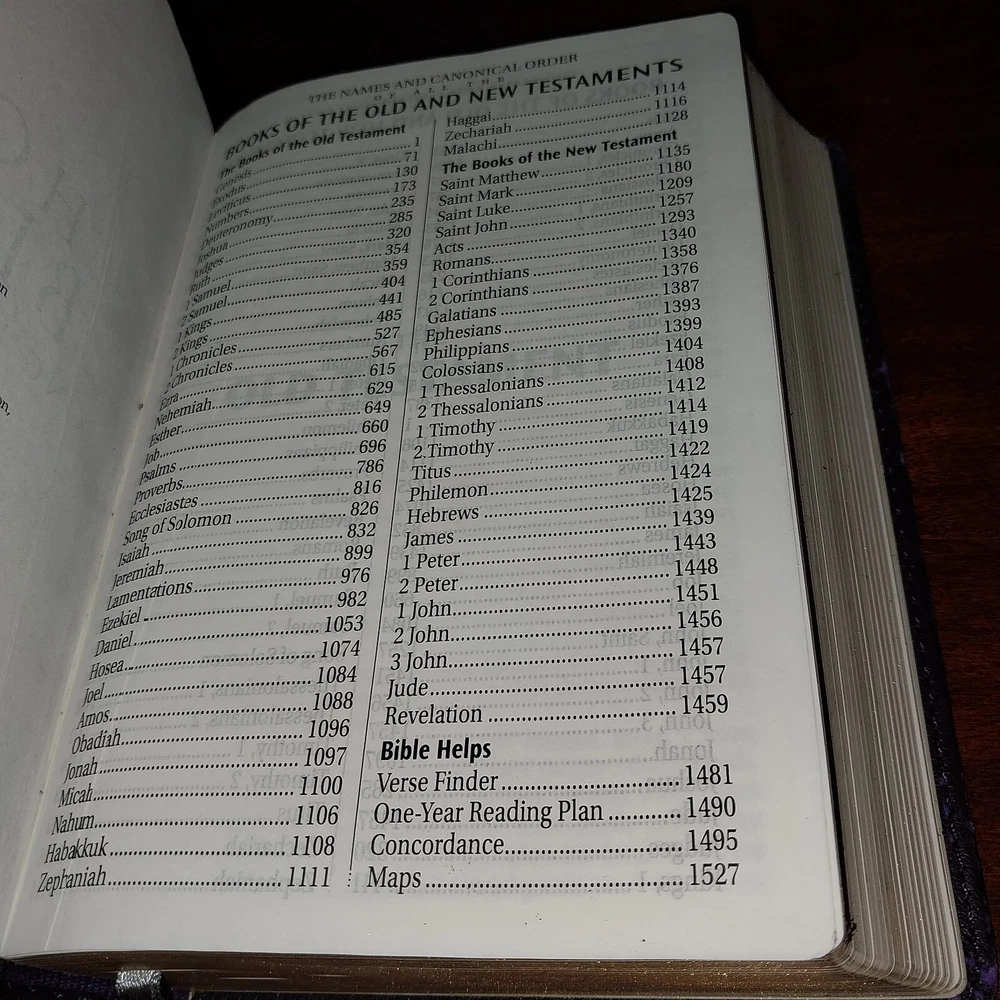 THE NAMES AND CANONICAL ORDER
OF ALL THE
BOOKS OF THE OLD AND NEW TESTAMENTS
The Books of the Old Testament
Genesis 1
Exodus 71
Leviticus 130
Numbers 173
Deuteronomy 235
Joshua 285
Judges 320
Ruth 354
1 Samuel 359
2 Samuel 404
1 Kings 441
2 Kings 485
1 Chronicles 527
2 Chronicles 567
Ezra 615
Nehemiah 629
Esther 649
Job 660
Psalms 696
Proverbs 786
Ecclesiastes 816
Song of Solomon 826
Isaiah 832
Jeremiah 899
Lamentations 976
Ezekiel 982
Daniel 1053
Hosea 1074
Joel 1084
Amos 1088
Obadiah 1096
Jonah 1097
Micah 1100
Nahum 1106
Habakkuk 1108
Zephaniah 1111
Haggai 1114
Zechariah 1116
Malachi 1128
The Books of the New Testament
Saint Matthew 1135
Saint Mark 1180
Saint Luke 1209
Saint John 1257
Acts 1293
Romans 1340
1 Corinthians 1358
2 Corinthians 1376
Galatians 1387
Ephesians 1393
Philippians 1399
Colossians 1404
1 Thessalonians 1408
2 Thessalonians 1412
1 Timothy 1414
2 Timothy 1419
Titus 1422
Philemon 1424
Hebrews 1425
James 1439
1 Peter 1443
2 Peter 1448
1 John 1451
2 John 1456
3 John 1457
Jude 1457
Revelation 1459
Bible Helps
Verse Finder 1481
One-Year Reading Plan 1490
Concordance 1495
Maps 1527